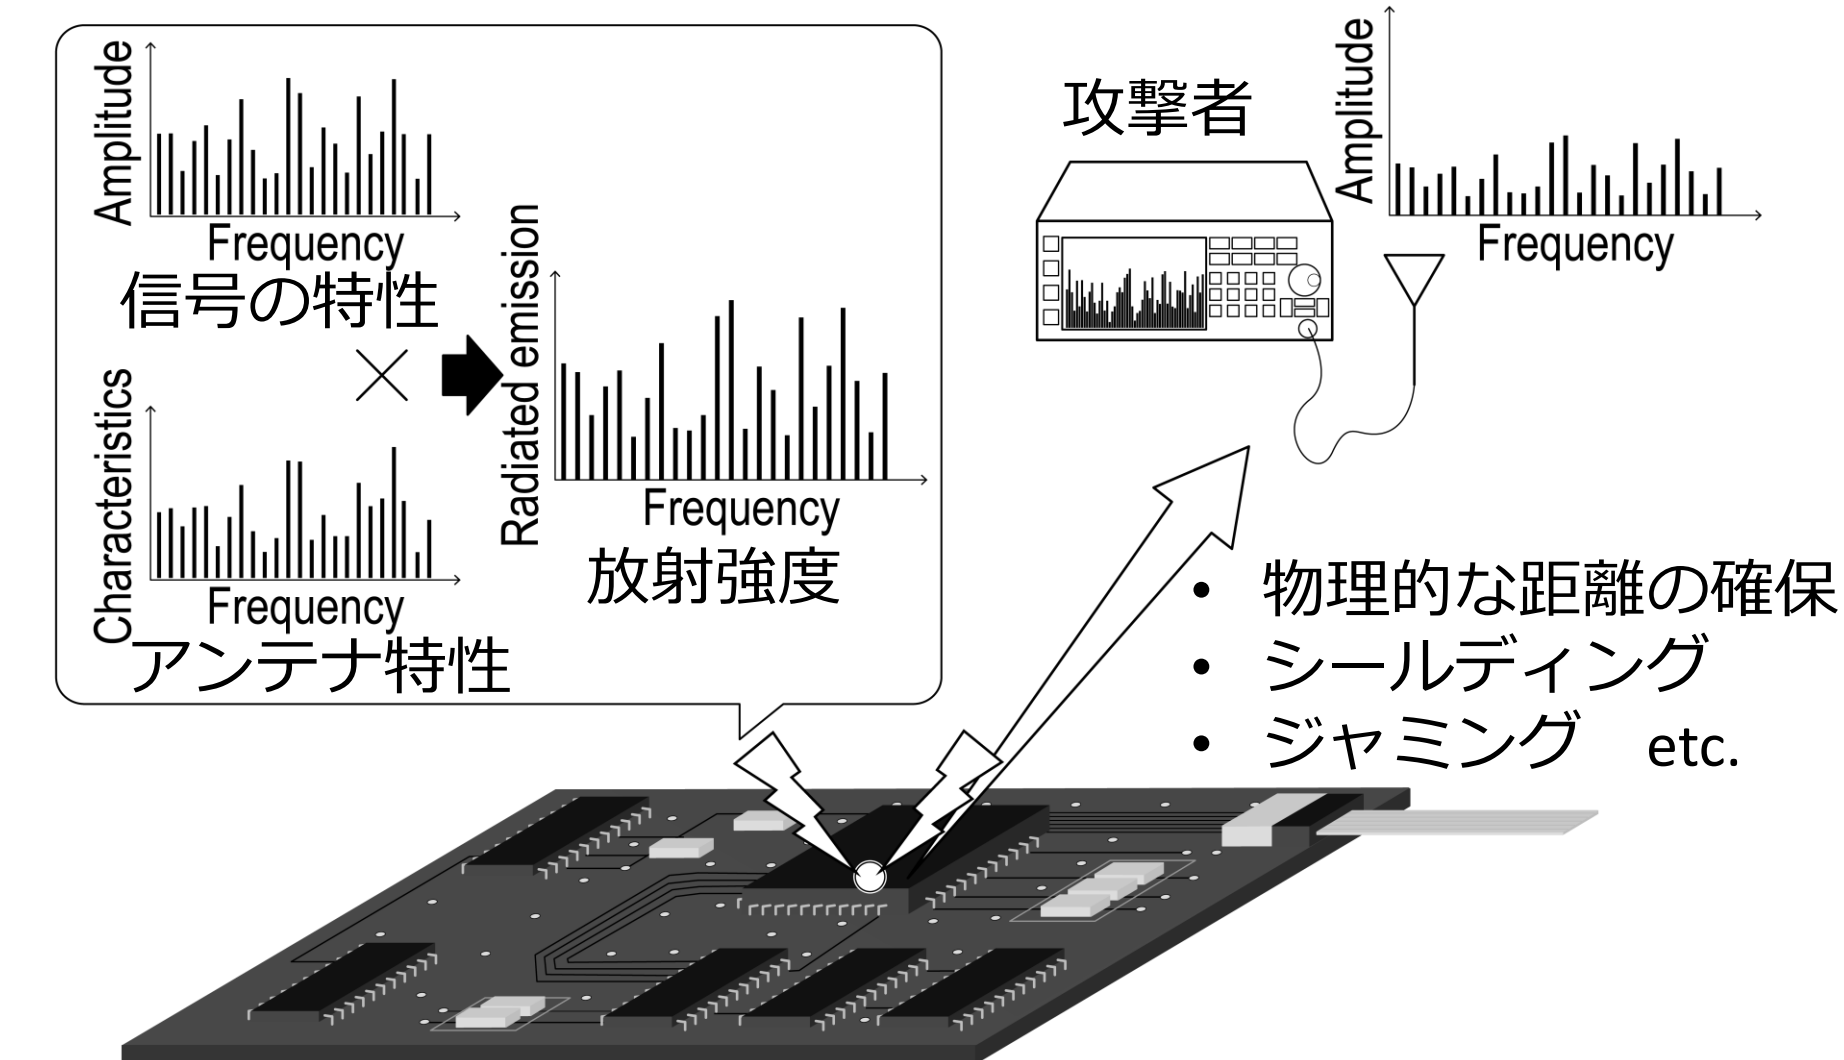 Amplitude
Frequency
信号の特性
×
Characteristics
Frequency
アンテナ特性
Radiated emission
Frequency
放射強度
攻撃者
Amplitude
Frequency
• 物理的な距離の確保
• シールディング
• ジャミング etc.